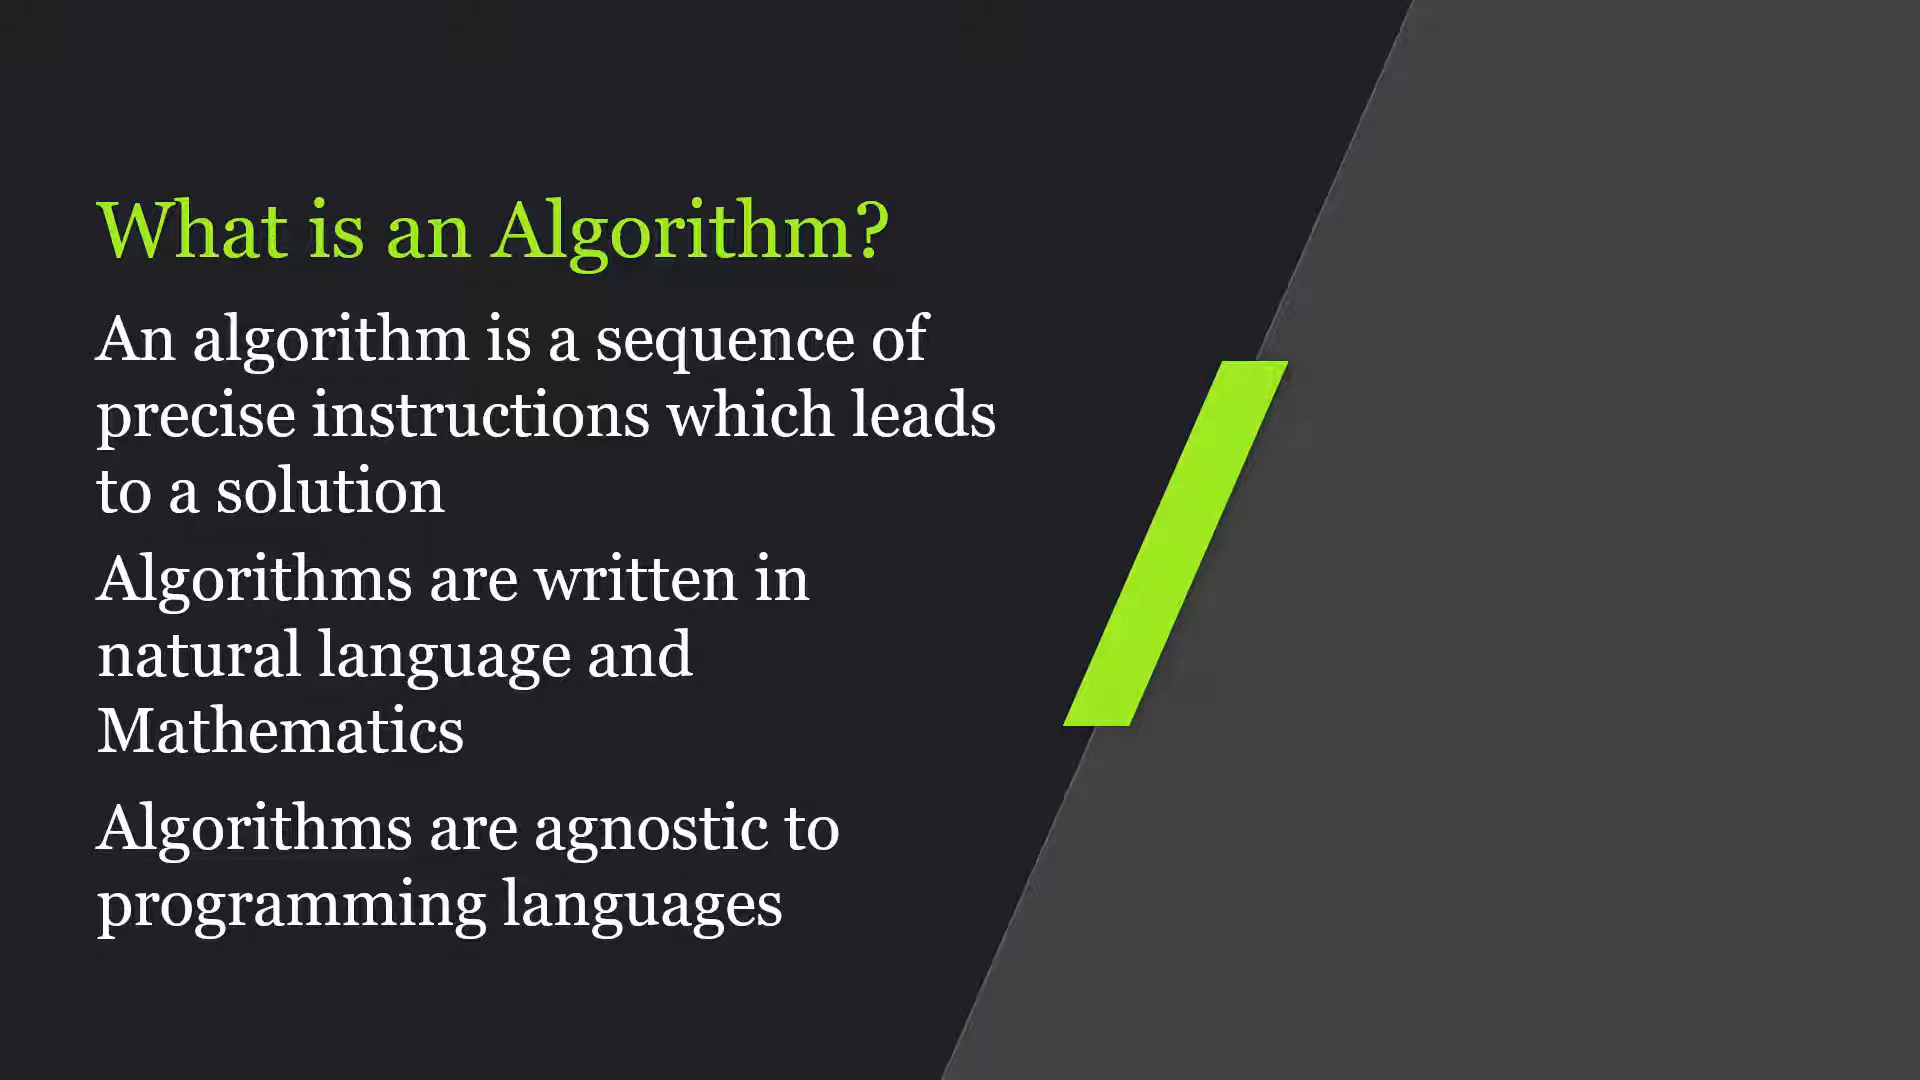 What is an Algorithm?
An algorithm is a sequence of
precise instructions which leads
to a solution
Algorithms are written in
natural language and
Mathematics
Algorithms are agnostic to
programming languages